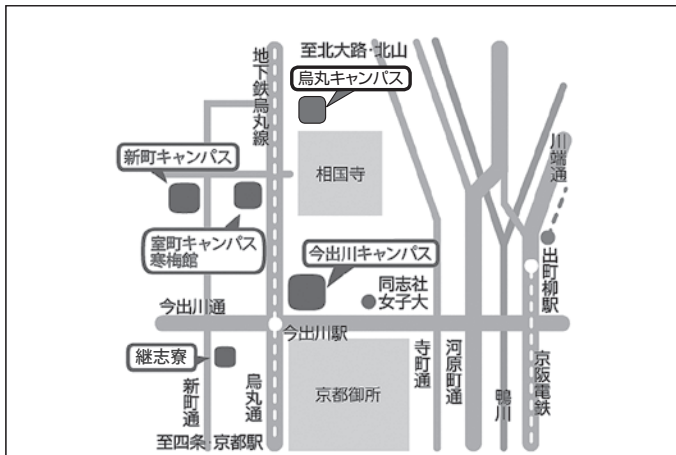 至北大路・北山
地下鉄烏丸線
烏丸キャンパス
川端通
新町キャンパス
相国寺
室町キャンパス
寒梅館
今出川キャンパス
出町柳駅
同志社
女子大
今出川通
今出川駅
継志寮
新町通
烏丸通
京都御所
寺町通
河原町通
鴨川
京阪電鉄
至四条・京都駅